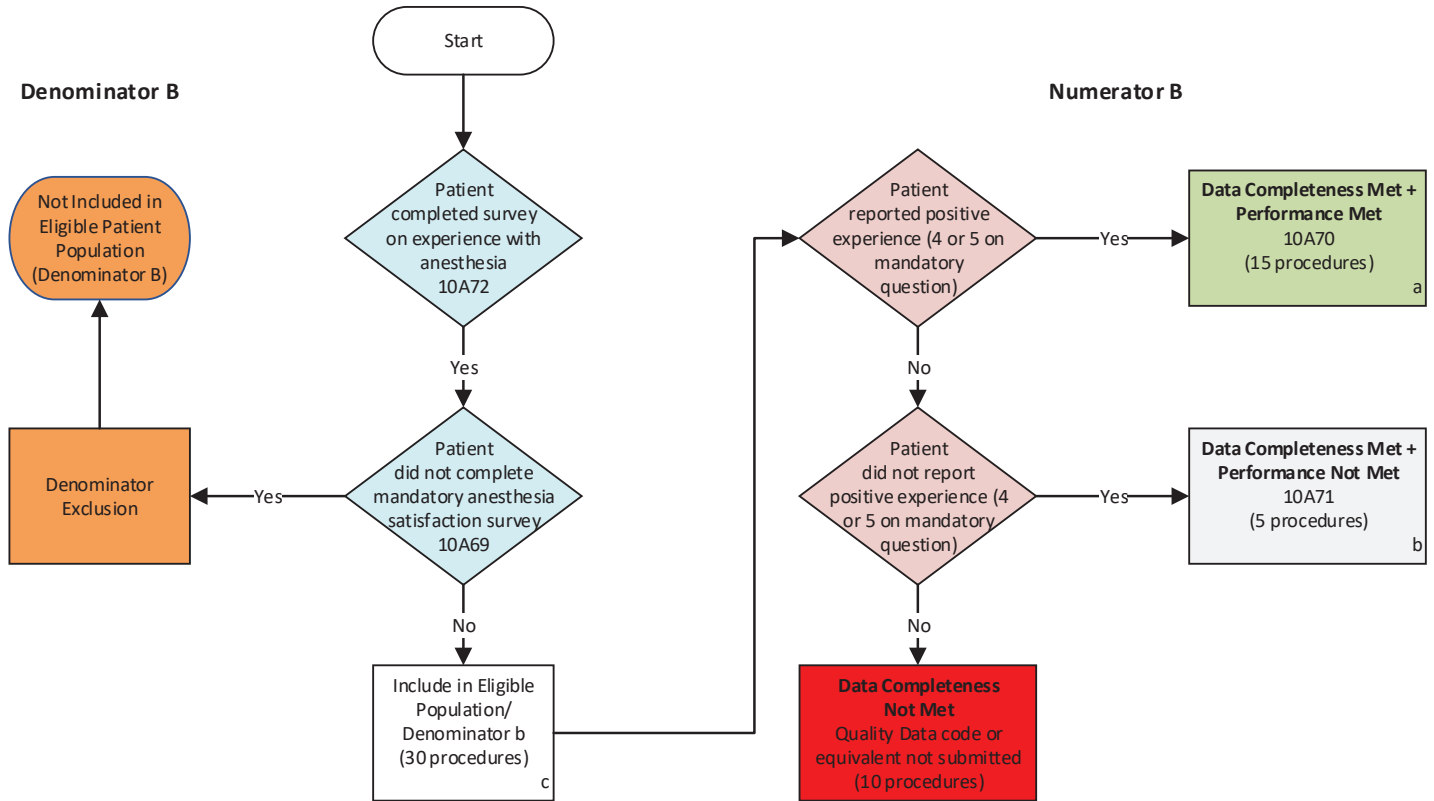 Start
Denominator B
Numerator B
Patient
completed survey
on experience with
anesthesia
10A72
Not Included in
Eligible Patient
Population
(Denominator B)
Patient
reported positive
experience (4 or 5 on
mandatory
question)
Yes
Data Completeness Met +
Performance Met
10A70
(15 procedures)
a
Yes
No
Patient
did not complete
mandatory anesthesia
satisfaction survey
10A69
Yes
Denominator
Exclusion
Patient
did not report
positive experience (4
or 5 on mandatory
question)
Yes
Data Completeness Met +
Performance Not Met
10A71
(5 procedures)
b
No
No
Include in Eligible
Population/
Denominator b
(30 procedures)
c
Data Completeness
Not Met
Quality Data code or
equivalent not submitted
(10 procedures)